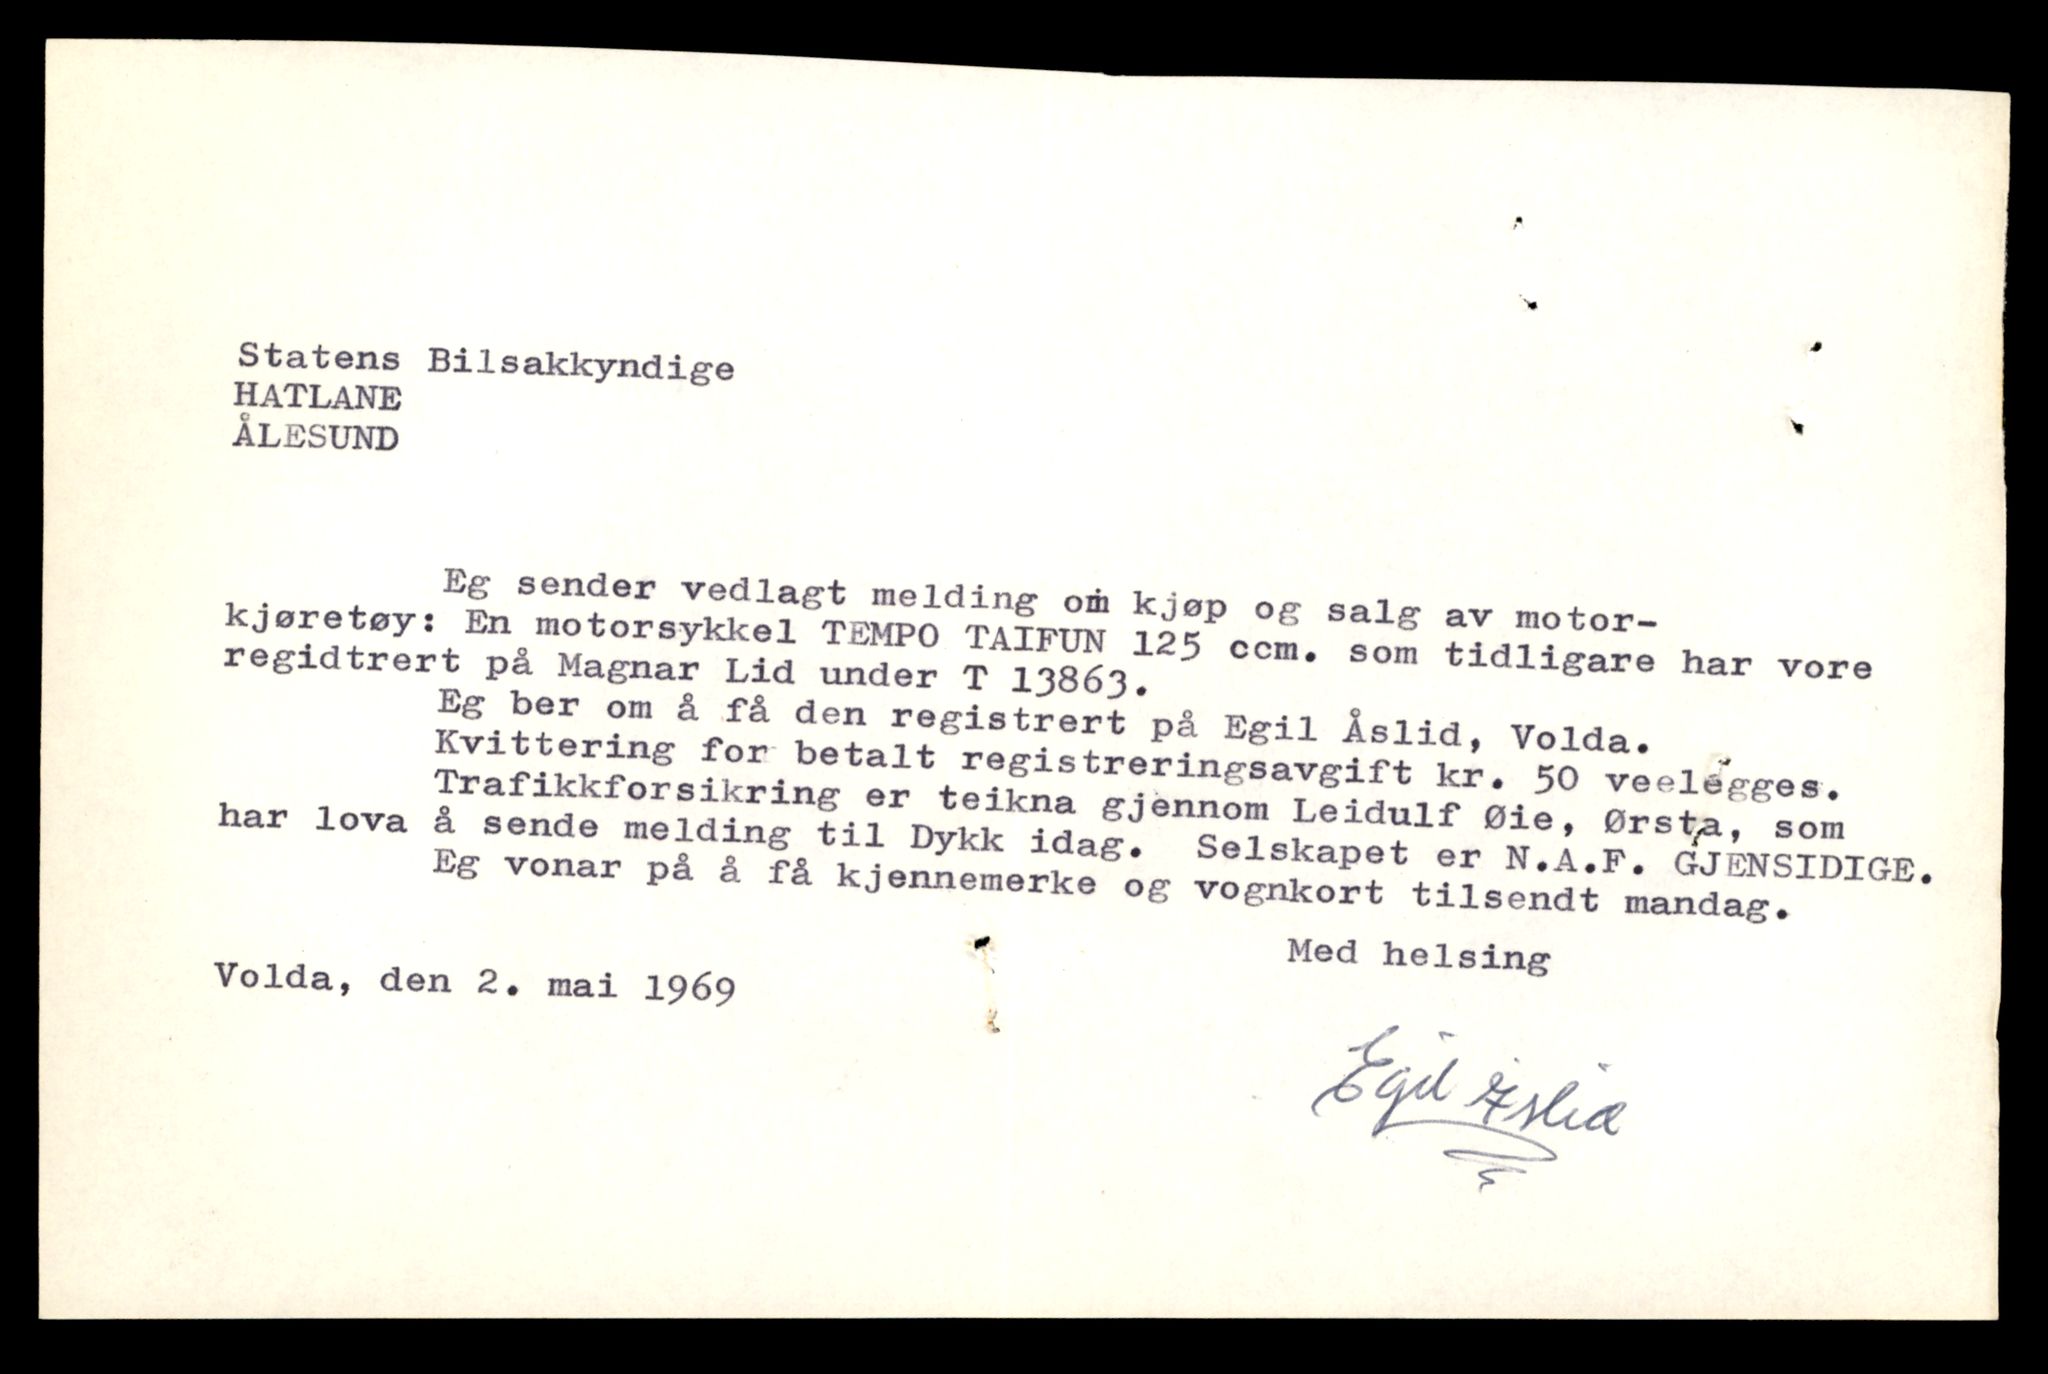 Statens Bilsakkyndige
HATLANE
ÅLESUND
Eg sender vedlagt melding om kjøp og salg av motor-
kjøretøy: En motorsykkel TEMPO TAIFUN 125 ccm. som tidligare har vore
regidtrert på Magnar Lid under T 13863.
Eg ber om å få den registrert på Egil Åslid, Volda.
Kvittering for betalt registreringsavgift kr. 50 veelegges.
Trafikkforsikring er teikna gjennom Leidulf Øie, Ørsta, som
har lova å sende melding til Dykk idag. Selskapet er N.A.F. GJENSIDIGE.
Eg vonar på å få kjennemerke og vognkort tilsendt mandag.
Med helsing
Volda, den 2. mai 1969
Egil Åslid